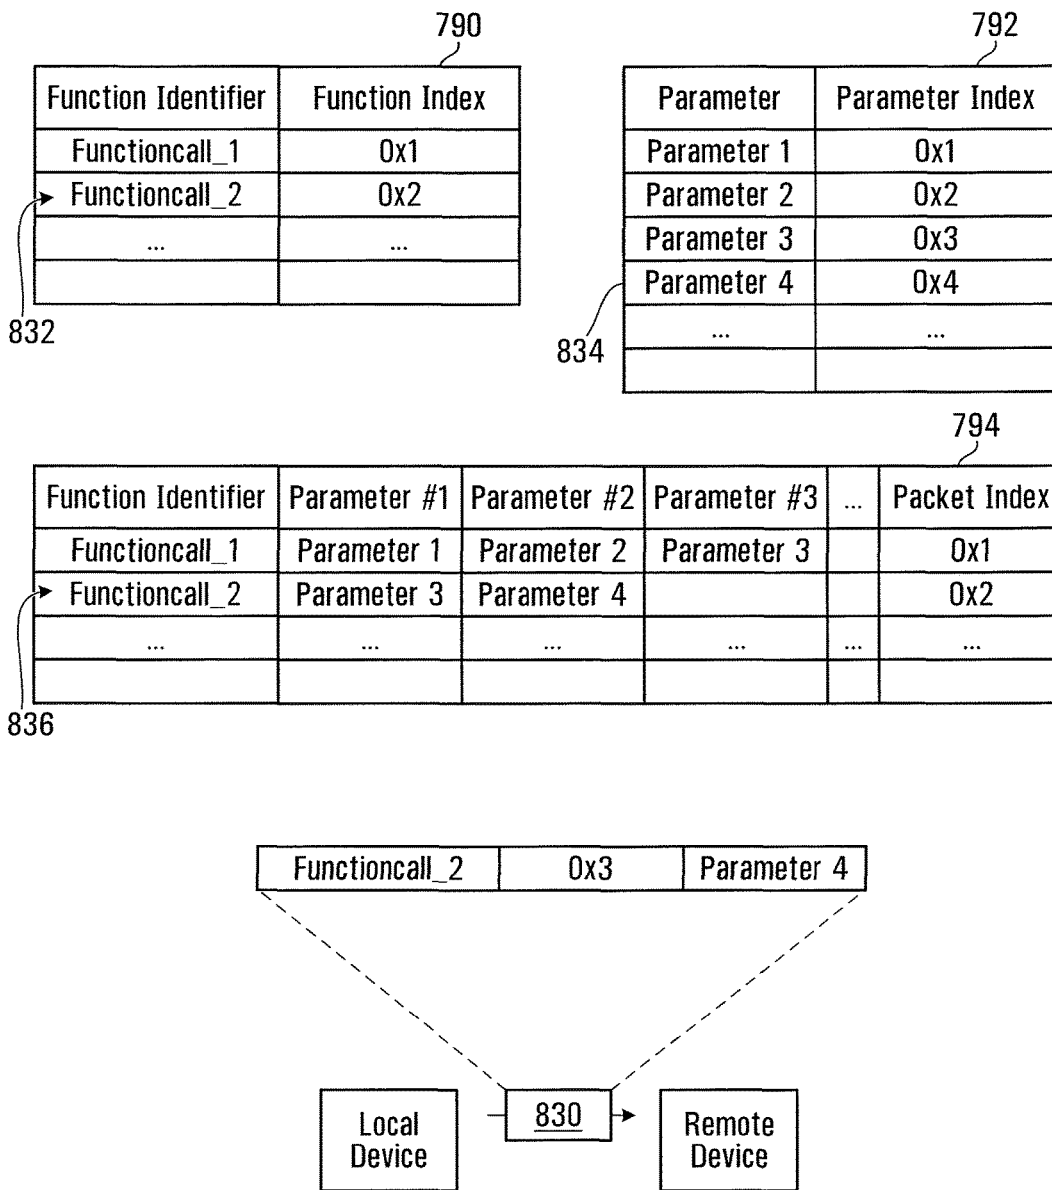 790
792
Function Identifier Function Index
Functioncall_1 0x1
Functioncall_2 0x2
... ...
832
Parameter Parameter Index
Parameter 1 0x1
Parameter 2 0x2
Parameter 3 0x3
Parameter 4 0x4
... ...
834
794
Function Identifier Parameter #1 Parameter #2 Parameter #3 ... Packet Index
Functioncall_1 Parameter 1 Parameter 2 Parameter 3 0x1
Functioncall_2 Parameter 3 Parameter 4 0x2
... ... ... ... ... ...
836
Functioncall_2 0x3 Parameter 4
Local
Device
830
Remote
Device